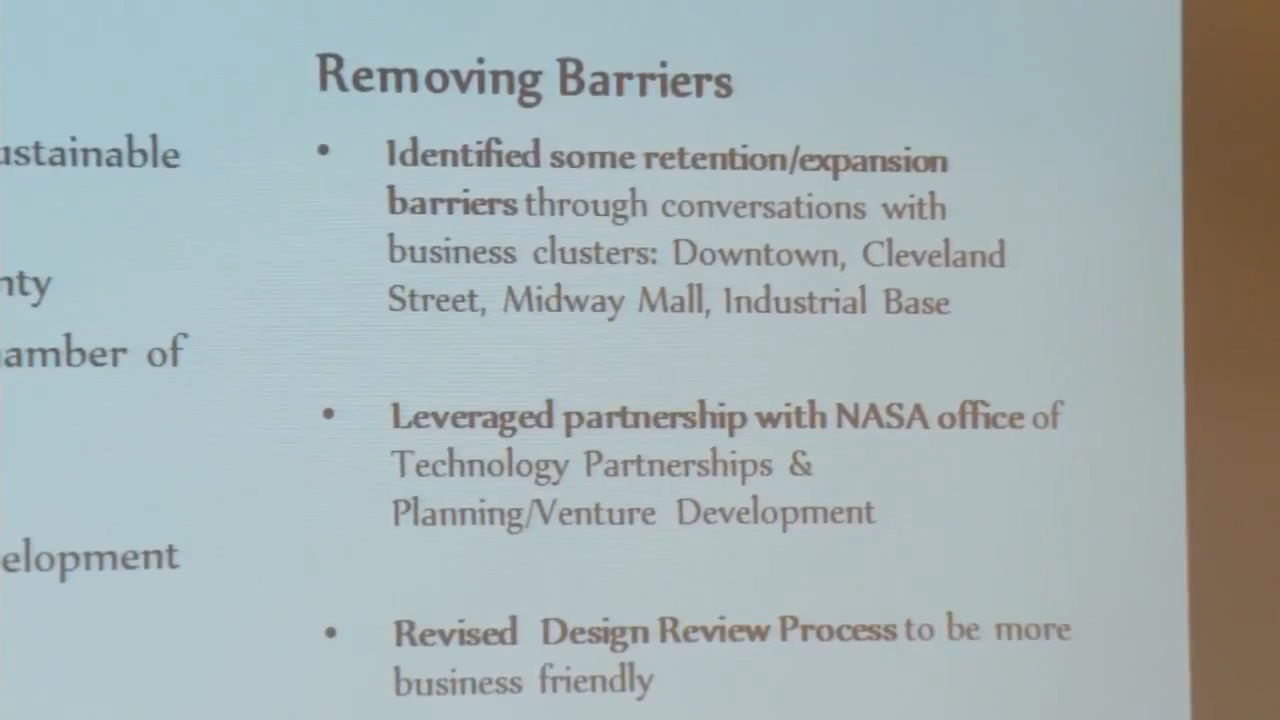 Removing Barriers
ustainable
• Identified some retention/expansion
barriers through conversations with
business clusters: Downtown, Cleveland
Street, Midway Mall, Industrial Base
nty
amber of
• Leveraged partnership with NASA office of
Technology Partnerships &
Planning/Venture Development
elopment
• Revised Design Review Process to be more
business friendly